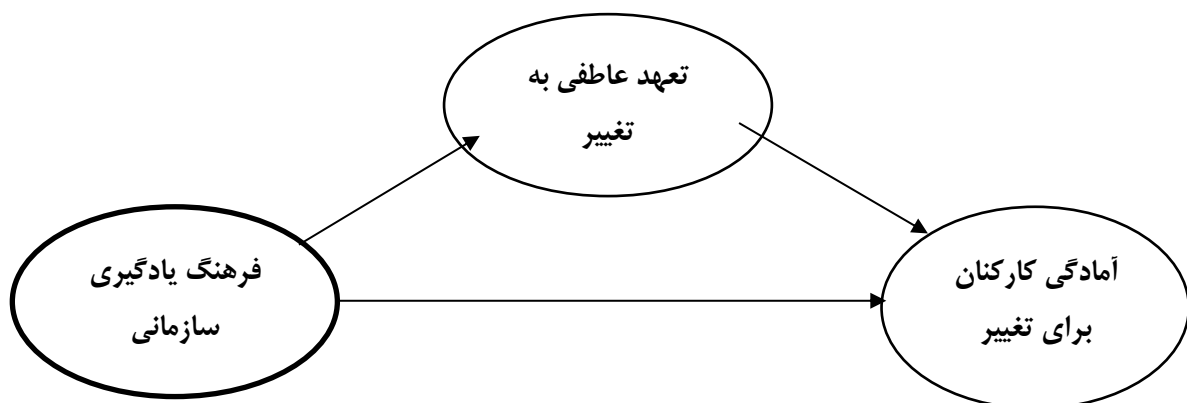 تعهد عاطفی به
تغییر
آمادگی کارکنان
برای تغییر
فرهنگ یادگیری
سازمانی